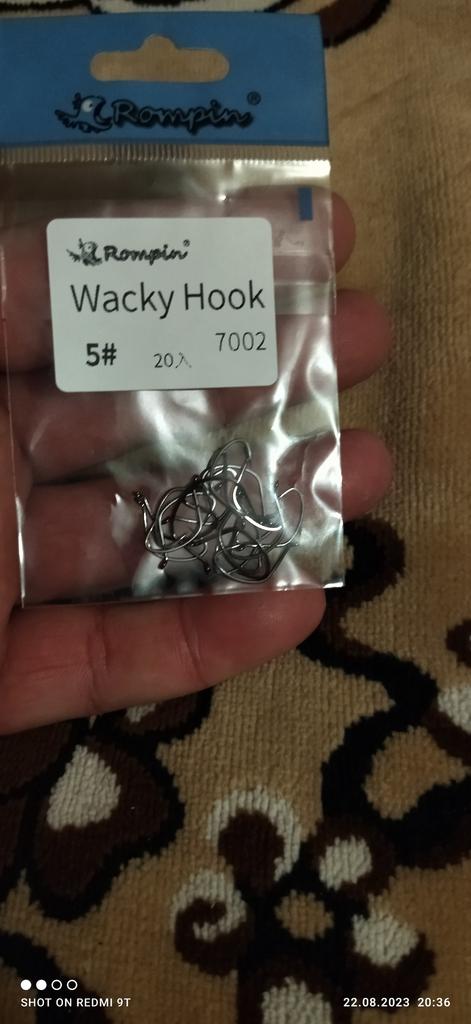 Rompin®
Rompin®
Wacky Hook
5# 20入 7002
SHOT ON REDMI 9T
22.08.2023 20:36